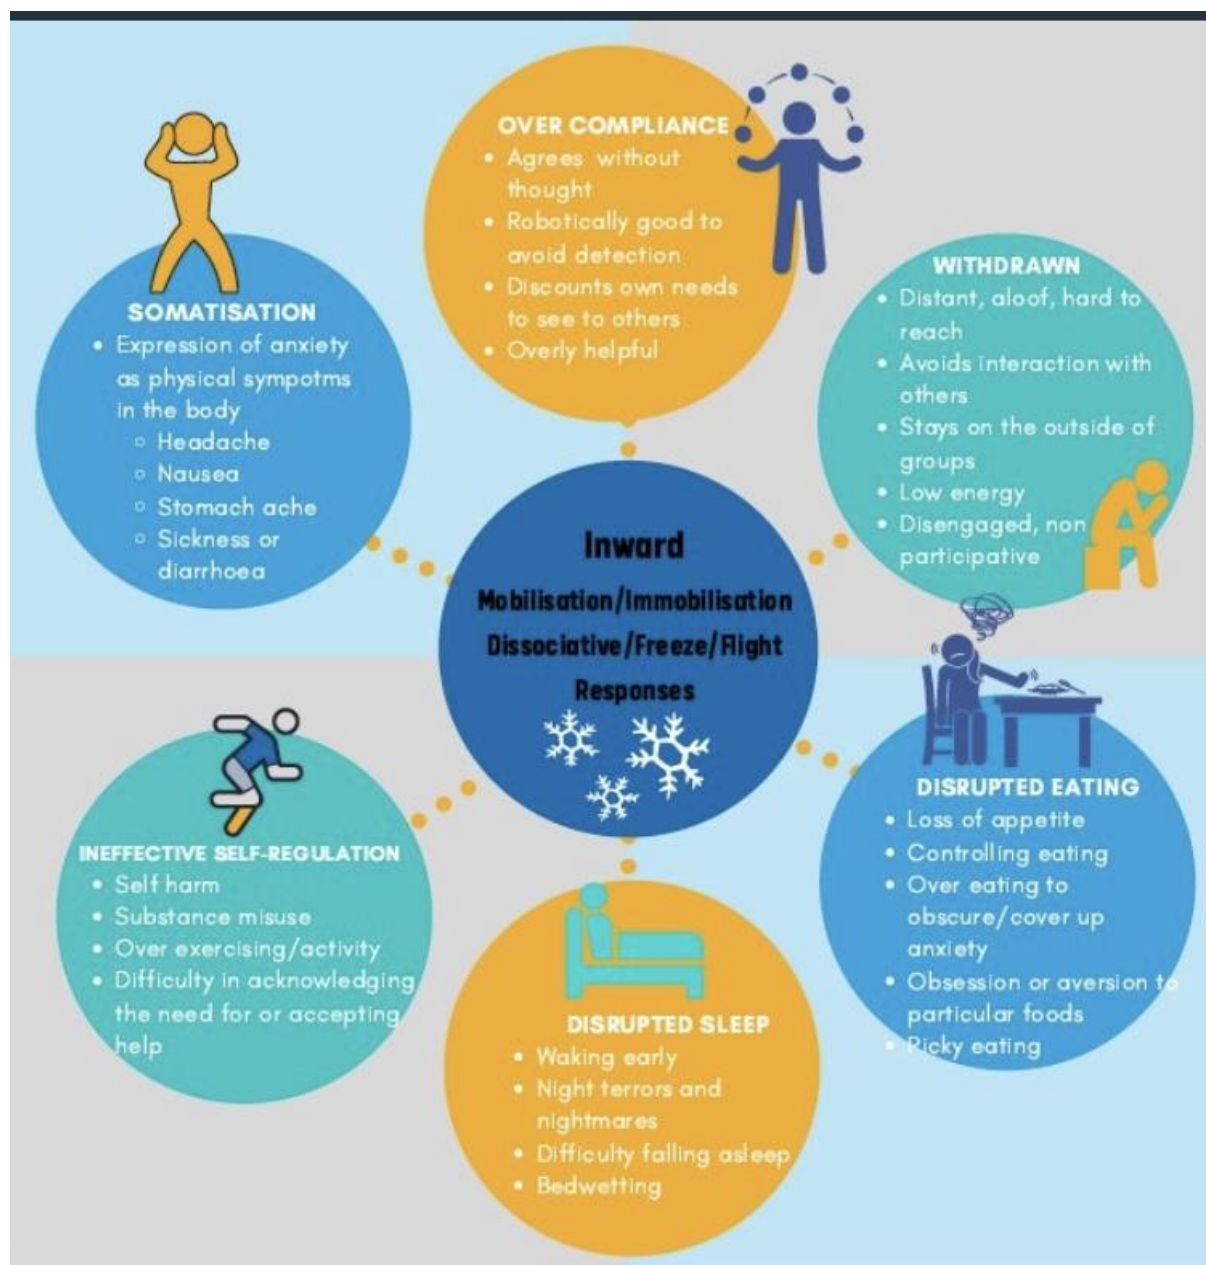 OVER COMPLIANCE
• Agrees without
thought
• Robotically good to
avoid detection
• Discounts own needs
to see to others
• Overly helpful
WITHDRAWN
• Distant, aloof, hard to
reach
• Avoids interaction with
others
• Stays on the outside of
groups
• Low energy
• Disengaged, non
participative
SOMATISATION
• Expression of anxiety
as physical sympotms
in the body
◦ Headache
◦ Nausea
◦ Stomach ache
◦ Sickness or
diarrhoea
Inward
Mobilisation/Immobilisation
Dissociative/Freeze/Flight
Responses
DISRUPTED EATING
• Loss of appetite
• Controlling eating
• Over eating to
obscure/cover up
anxiety
• Obsession or aversion to
particular foods
• Picky eating
INEFFECTIVE SELF-REGULATION
• Self harm
• Substance misuse
• Over exercising/activity
• Difficulty in acknowledging
the need for or accepting
help
DISRUPTED SLEEP
• Waking early
• Night terrors and
nightmares
• Difficulty falling asleep
• Bedwetting